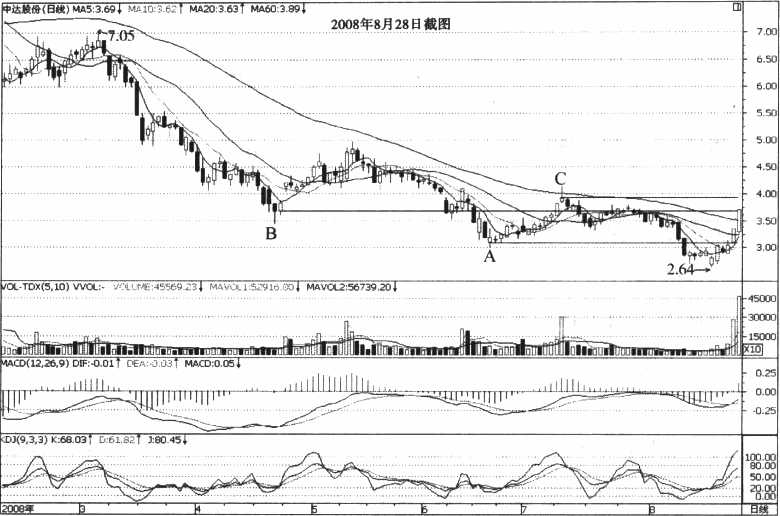 中达股份(日线) MA5:3.69↓ MA10:3.62↑ MA20:3.63↑ MA60:3.89↓
2008年8月28日截图
7.05
7.00
6.50
6.00
5.50
5.00
4.50
4.00
3.50
3.00
C
B
A
2.64
VOL-TDX(5,10) VVOL:- VOLUME:45569.23↓ MAVOL1:52916.00↓ MAVOL2:56739.20↓
45000
30000
15000
X10
MACD(12,26,9) DIF:-0.01↑ DEA:-0.03↑ MACD:0.05↓
0.25
0.00
-0.25
KDJ(9,3,3) K:68.03↑ D:61.82↑ J:80.45↓
100.00
80.00
50.00
20.00
0.00
2008年 3 4 5 6 7 8 日线